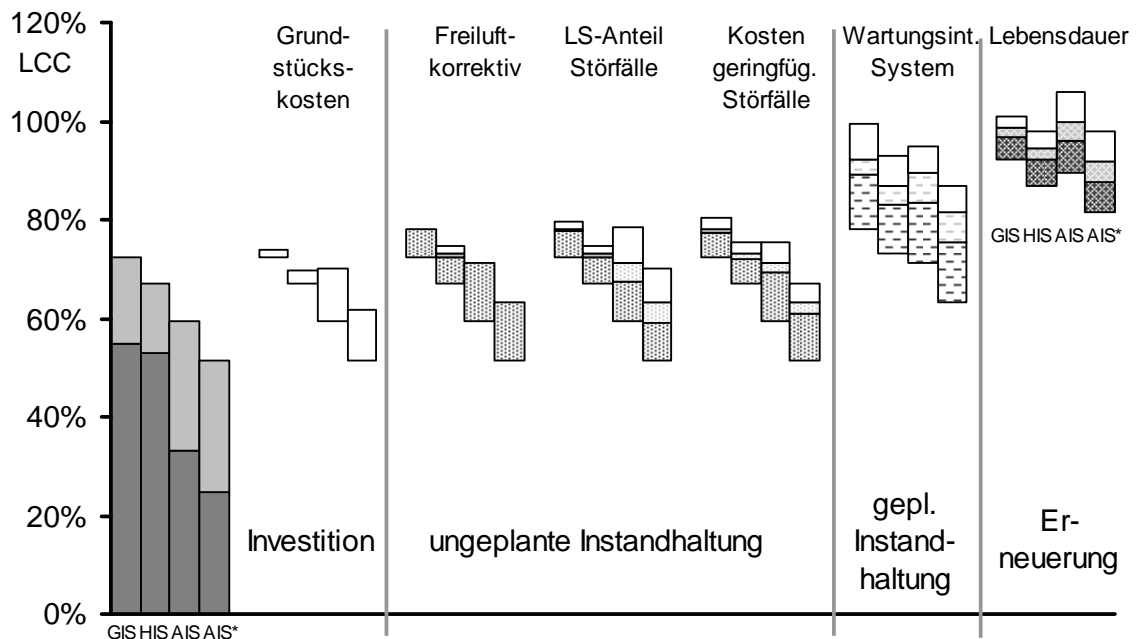 120%
LCC
100%
80%
60%
40%
20%
0%
Grund-
stücks-
kosten
Freiluft-
korrektiv
LS-Anteil
Störfälle
Kosten
geringfüg.
Störfälle
Wartungsint.
System
Lebensdauer
GIS HIS AIS AIS*
Investition
ungeplante Instandhaltung
gepl.
Instand-
haltung
Er-
neuerung
GIS HIS AIS AIS*